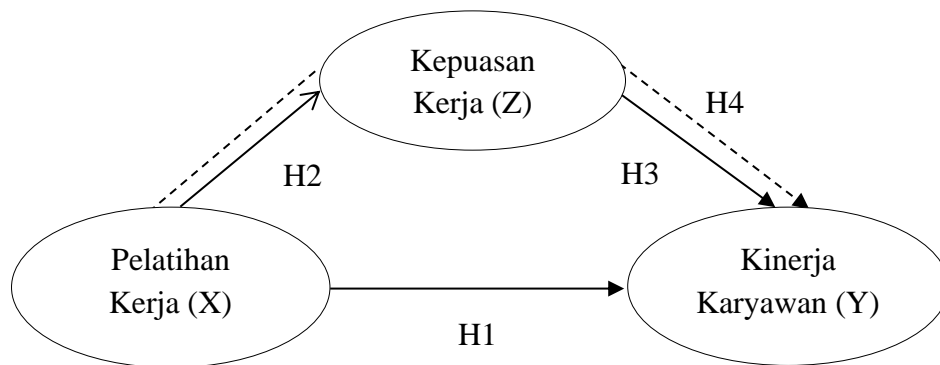 Kepuasan
Kerja (Z)
H4
H2
H3
Pelatihan
Kerja (X)
Kinerja
Karyawan (Y)
H1